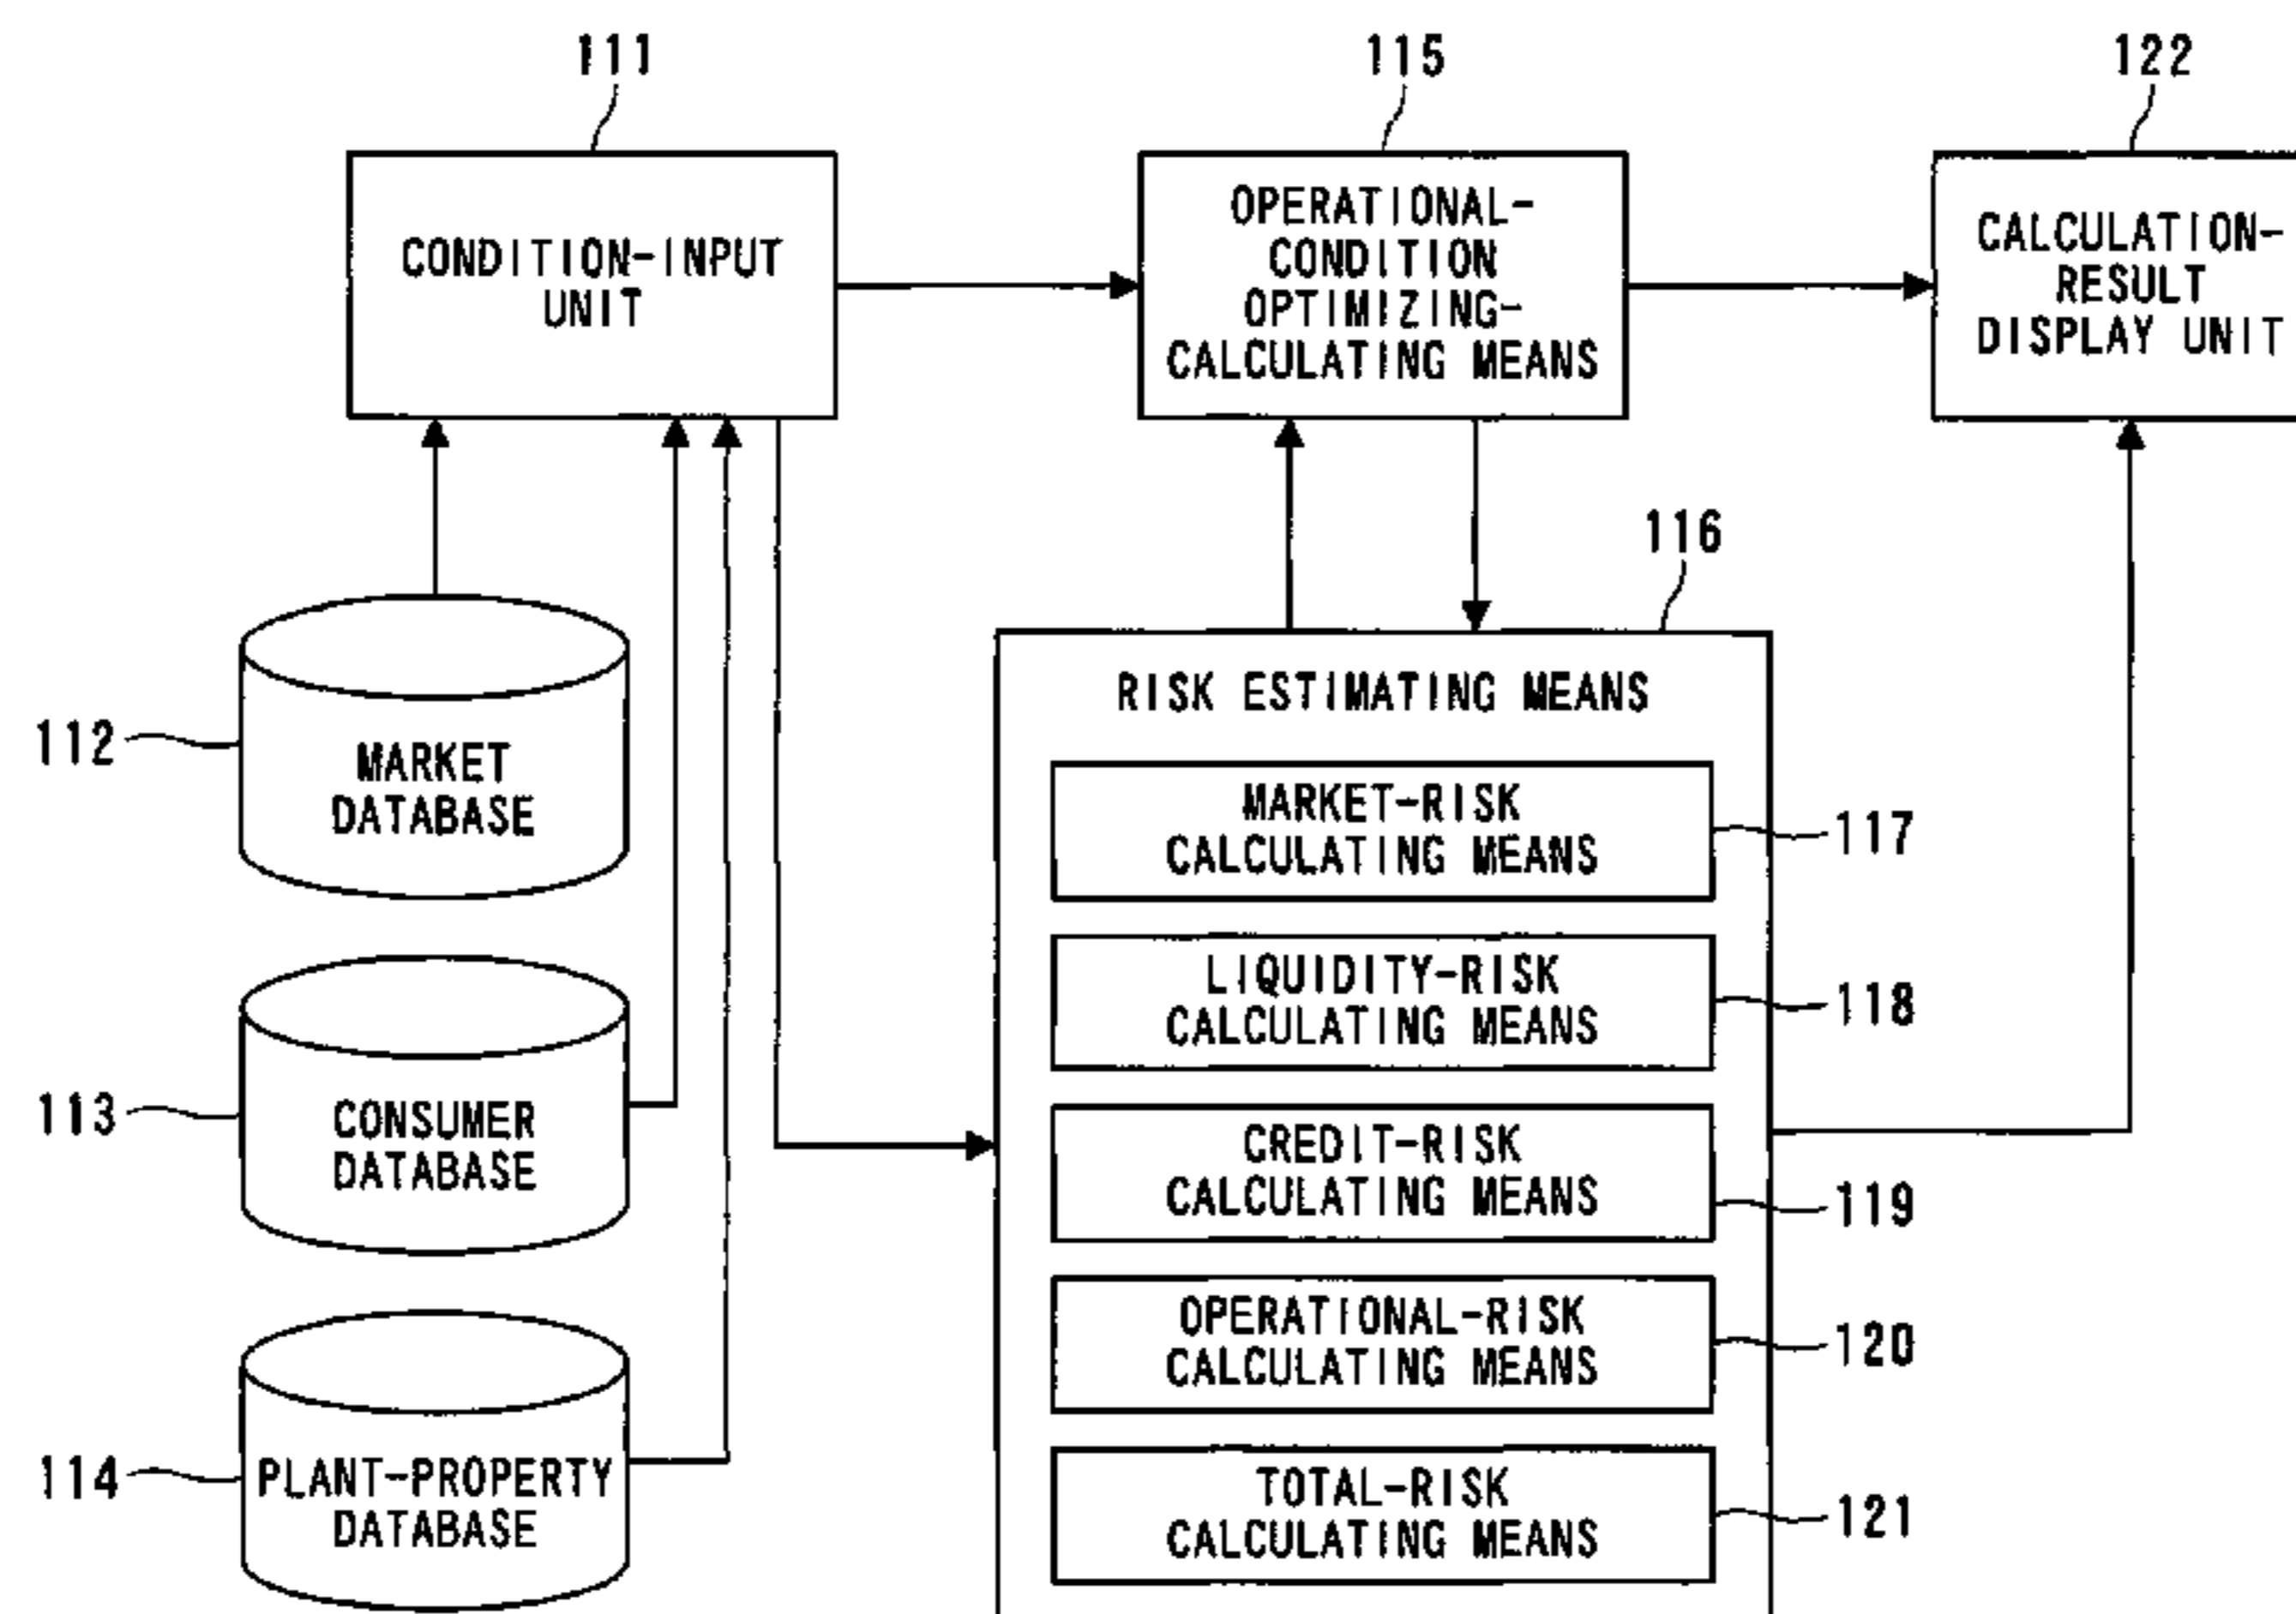 111
115
122
CONDITION-INPUT
UNIT
OPERATIONAL-
CONDITION
OPTIMIZING-
CALCULATING MEANS
CALCULATION-
RESULT
DISPLAY UNIT
116
112
MARKET
DATABASE
113
CONSUMER
DATABASE
114
PLANT-PROPERTY
DATABASE
RISK ESTIMATING MEANS
MARKET-RISK
CALCULATING MEANS
117
LIQUIDITY-RISK
CALCULATING MEANS
118
CREDIT-RISK
CALCULATING MEANS
119
OPERATIONAL-RISK
CALCULATING MEANS
120
TOTAL-RISK
CALCULATING MEANS
121